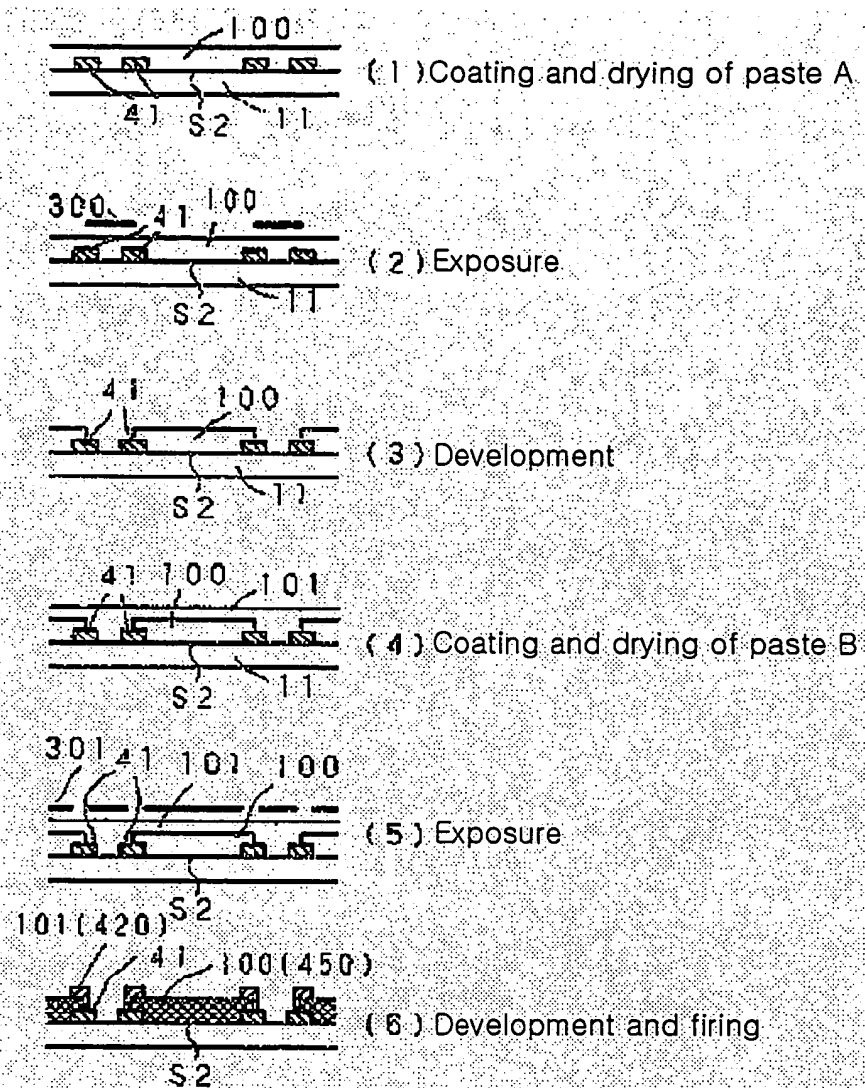 100
(1) Coating and drying of paste A
41 S2 11
300 41 100
(2) Exposure
S2 11
41 100
(3) Development
S2 11
41 100 101
(4) Coating and drying of paste B
S2 11
301 41 101 100
(5) Exposure
S2
101(420) 41 100(450)
(6) Development and firing
S2